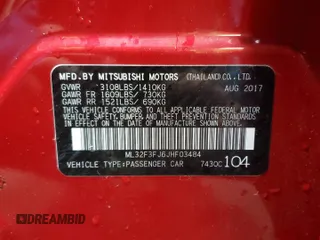 MFD.BY MITSUBISHI MOTORS (THAILAND) CO., LTD.
GVWR 3108LBS/1410KG AUG 2017
GAWR FR 1609LBS/ 730KG
GAWR RR 1521LBS/ 690KG
THIS VEHICLE CONFORMS TO ALL APPLICABLE
FEDERAL MOTOR VEHICLE SAFETY, BUMPER,
AND THEFT PREVENTION STANDARDS IN EFFECT
ON THE DATE OF MANUFACTURE SHOWN ABOVE.
ML32F3FJ6JHF03484
VEHICLE TYPE:PASSENGER CAR 7430C 104
DREAMBID